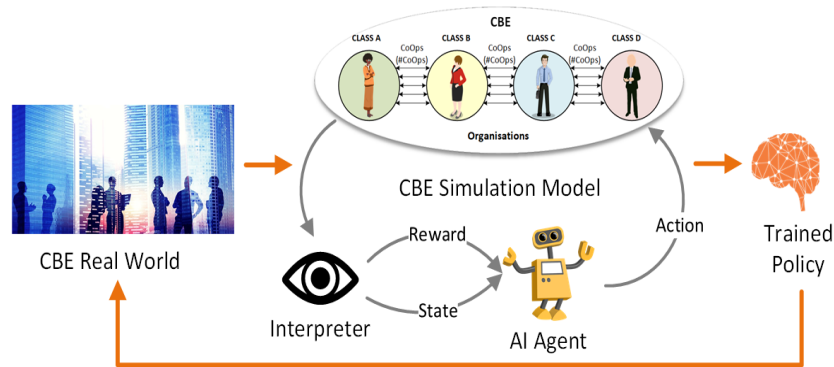 CBE
CLASS A
CLASS B
CLASS C
CLASS D
CoOps
(#CoOps)
CoOps
(#CoOps)
CoOps
(#CoOps)
Organisations
CBE Simulation Model
CBE Real World
Reward
State
Action
Interpreter
AI Agent
Trained
Policy